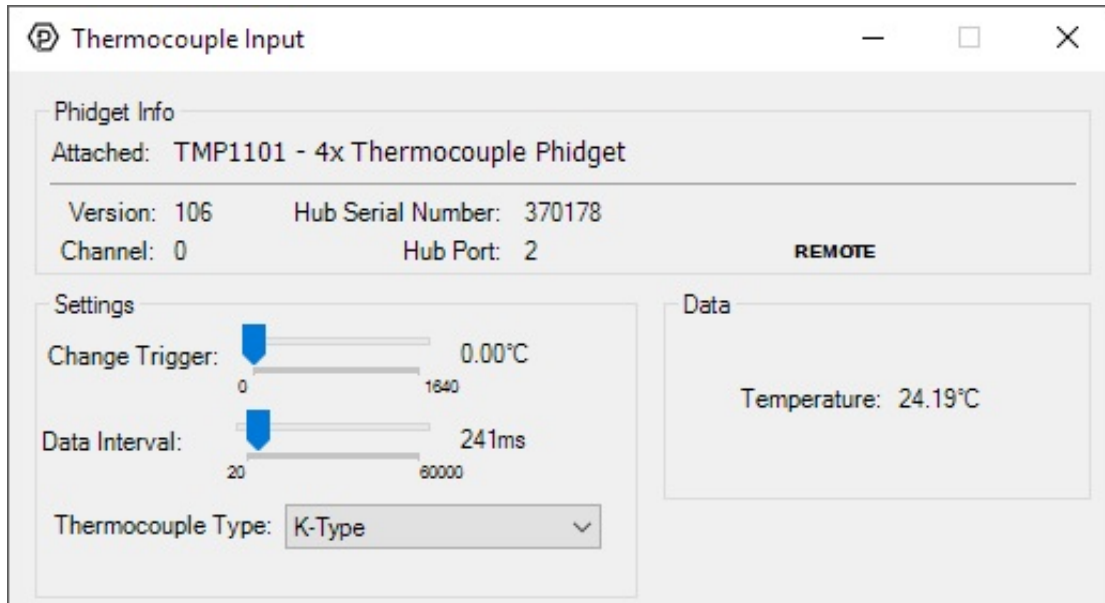 Thermocouple Input
Phidget Info
Attached: TMP1101 - 4x Thermocouple Phidget
Version: 106 Hub Serial Number: 370178
Channel: 0 Hub Port: 2 REMOTE
Settings
Change Trigger: 0.00°C
0 1640
Data Interval: 241ms
20 60000
Thermocouple Type: K-Type
Data
Temperature: 24.19°C